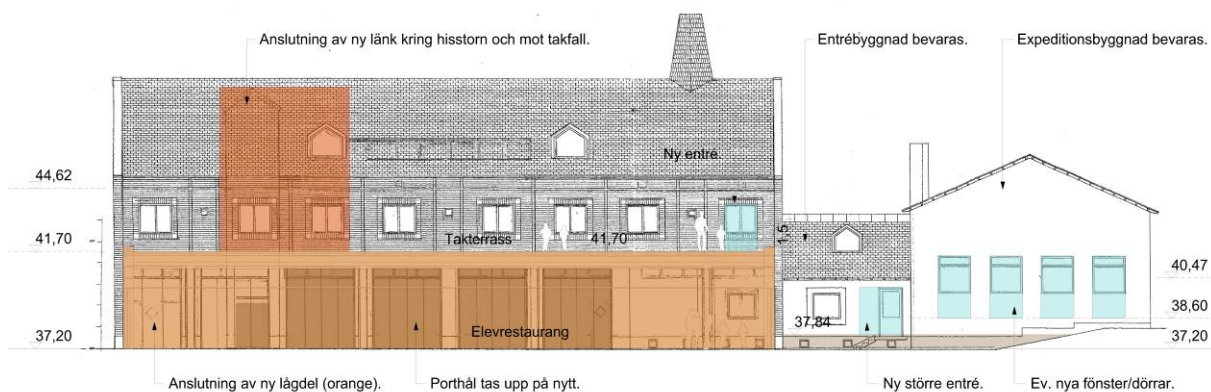 Anslutning av ny länk kring hisstorn och mot takfall.
Entrébyggnad bevaras.
Expeditionsbyggnad bevaras.
Ny entré.
44,62
41,70
Takterrass
41,70
1,5
40,47
37,84
38,60
37,20
Elevrestaurang
37,20
Anslutning av ny lågdel (orange).
Porthål tas upp på nytt.
Ny större entré.
Ev. nya fönster/dörrar.